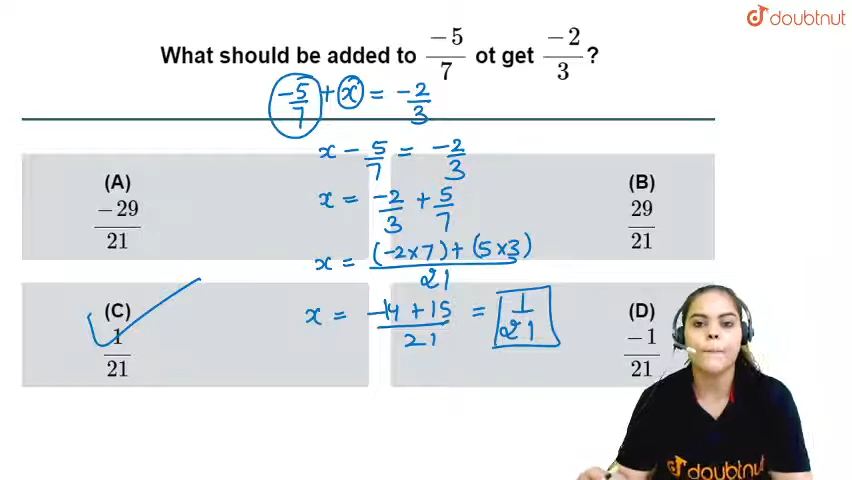 doubtnut
What should be added to -5/7 ot get -2/3 ?
-5/7 + x = -2/3
x - 5/7 = -2/3
x = -2/3 + 5/7
x = (-2×7) + (5×3) / 21
x = -14 + 15 / 21 = 1/21
(A)
-29/21
(B)
29/21
(C)
1/21
(D)
-1/21
doubtnut